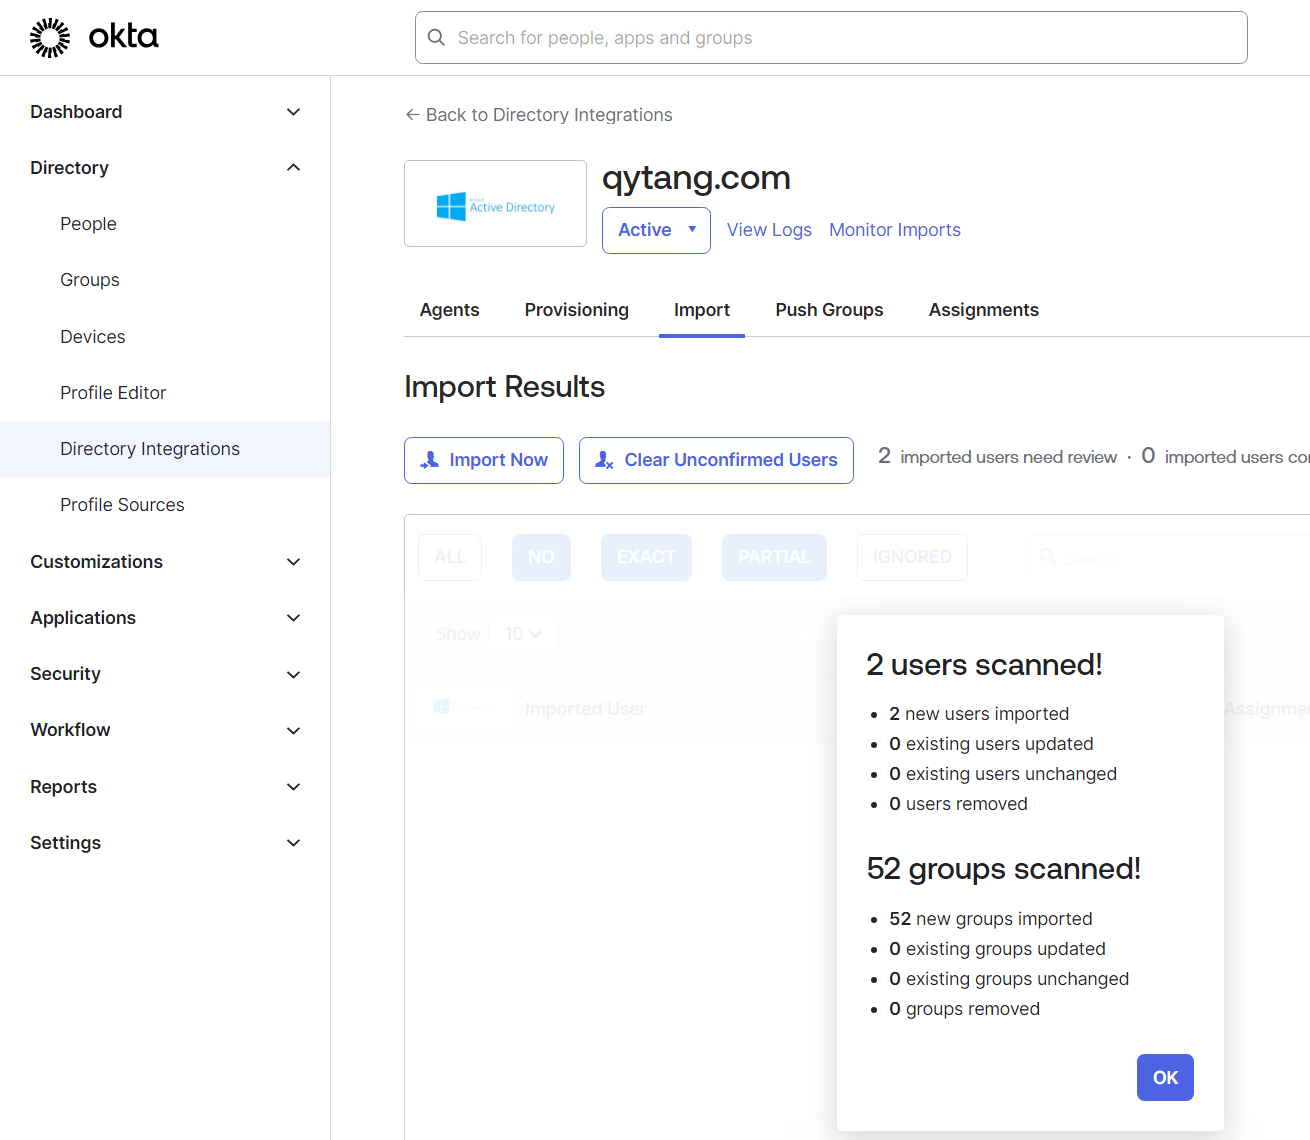 okta
Search for people, apps and groups
Dashboard
Directory
People
Groups
Devices
Profile Editor
Directory Integrations
Profile Sources
Customizations
Applications
Security
Workflow
Reports
Settings
← Back to Directory Integrations
Active Directory
qytang.com
Active View Logs Monitor Imports
Agents Provisioning Import Push Groups Assignments
Import Results
Import Now Clear Unconfirmed Users 2 imported users need review · 0 imported users
ALL NO EXACT PARTIAL IGNORED Search
Show 10
Imported User
2 users scanned!
• 2 new users imported
• 0 existing users updated
• 0 existing users unchanged
• 0 users removed
52 groups scanned!
• 52 new groups imported
• 0 existing groups updated
• 0 existing groups unchanged
• 0 groups removed
OK